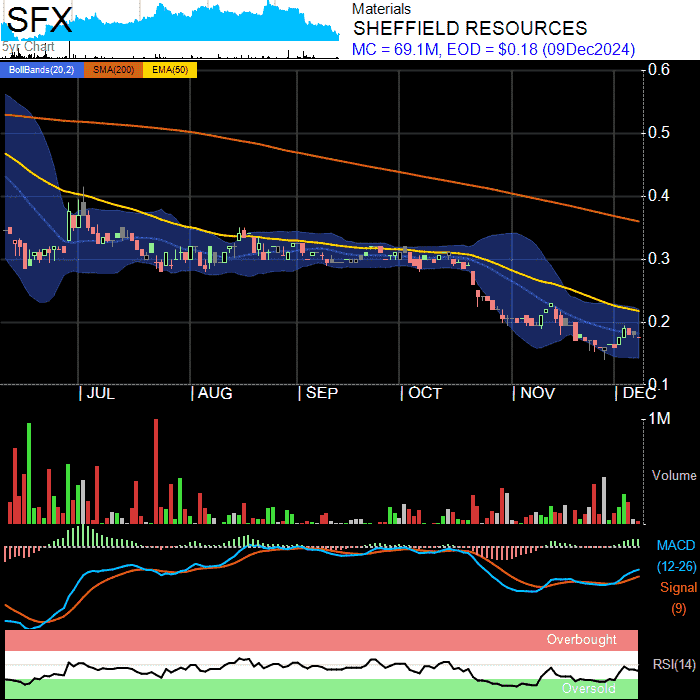 SFX
5yr Chart
Materials
SHEFFIELD RESOURCES
MC = 69.1M, EOD = $0.18 (09Dec2024)
BollBands(20,2) SMA(200) EMA(50)
0.6
0.5
0.4
0.3
0.2
0.1
JUL AUG SEP OCT NOV DEC
1M
Volume
MACD
(12-26)
Signal
(9)
Overbought
RSI(14)
Oversold